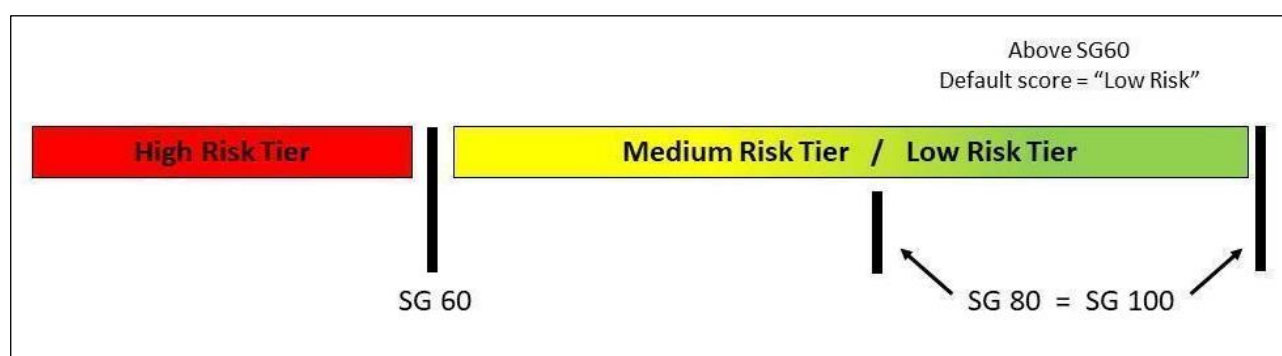 Above SG60
Default score = “Low Risk”
High Risk Tier
Medium Risk Tier / Low Risk Tier
SG 60
SG 80 = SG 100